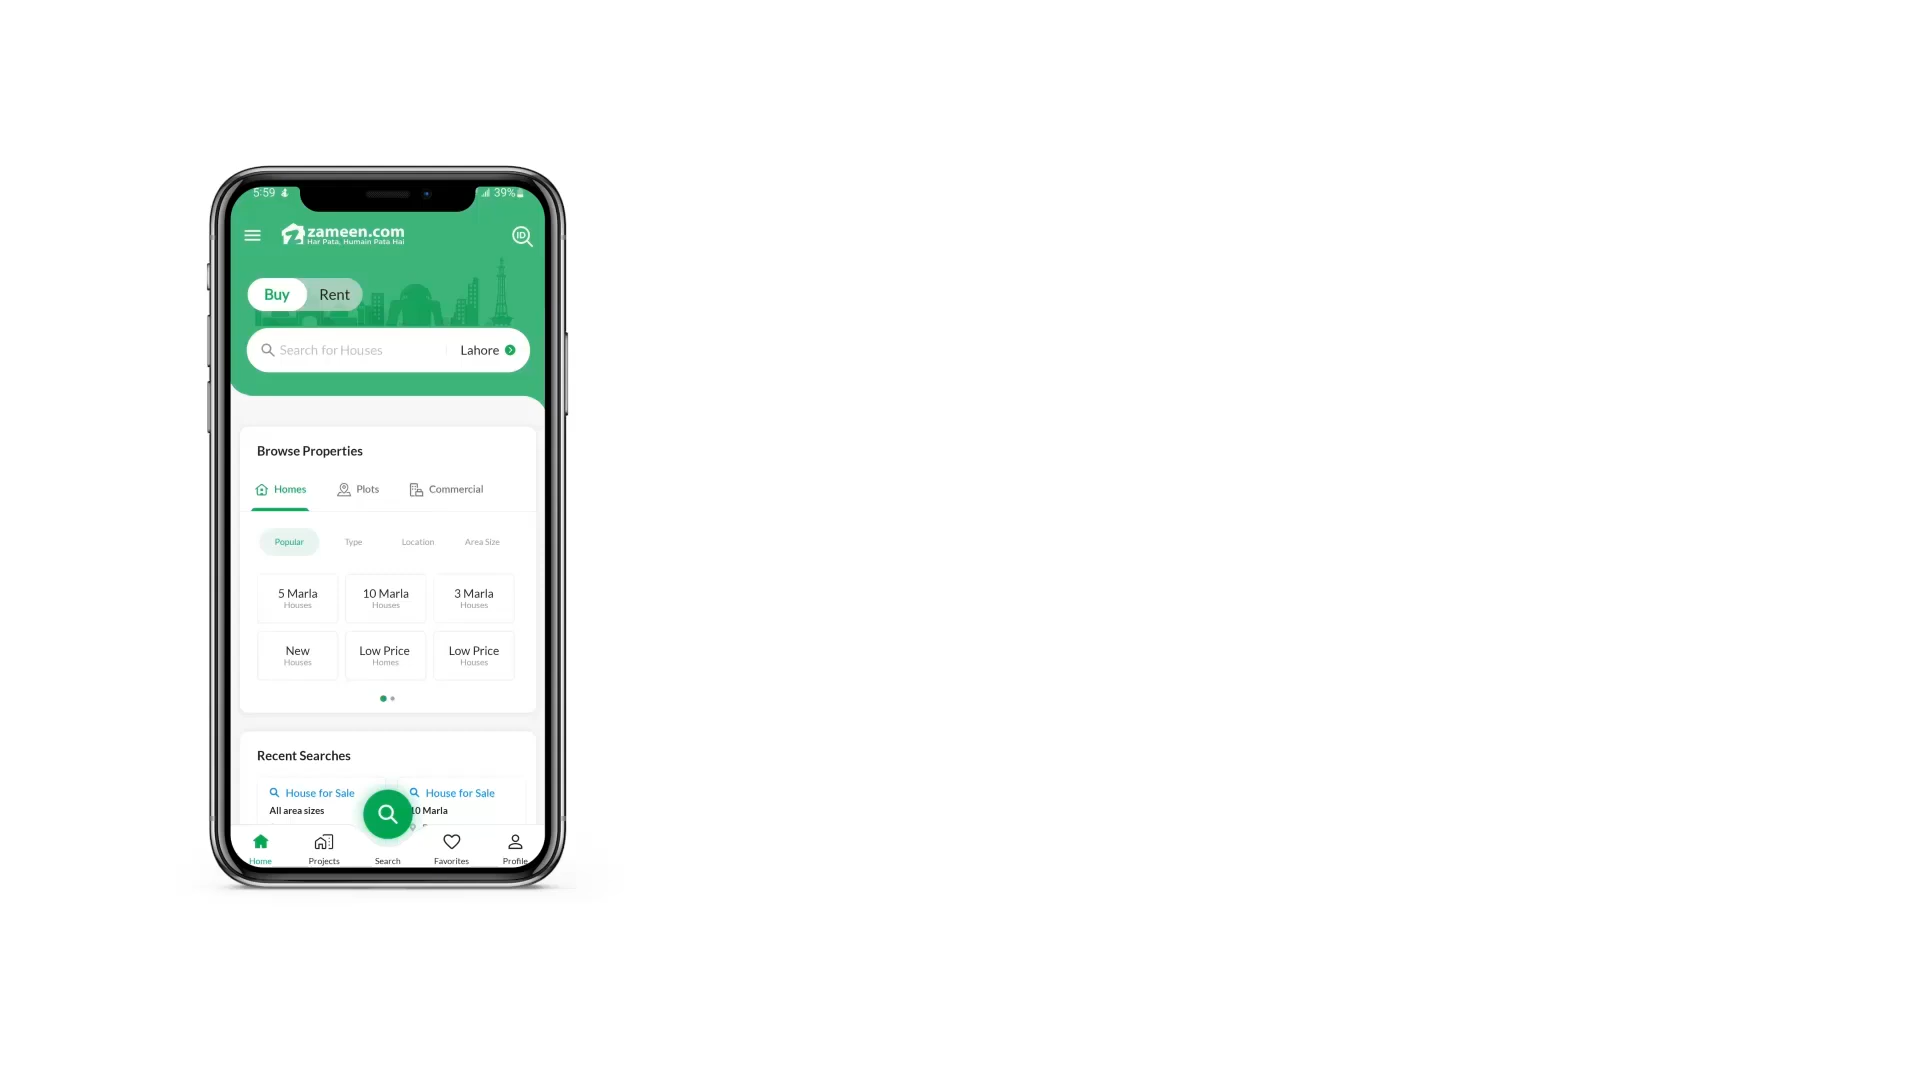 5:59
39%
zameen.com
Har Pata, Humain Pata Hai
ID
Buy Rent
Search for Houses Lahore
Browse Properties
Homes Plots Commercial
Popular Type Location Area Size
5 Marla 10 Marla 3 Marla
Houses Houses Houses
New Low Price Low Price
Houses Homes Houses
Recent Searches
House for Sale House for Sale
All area sizes 10 Marla
Home Projects Search Favorites Profile